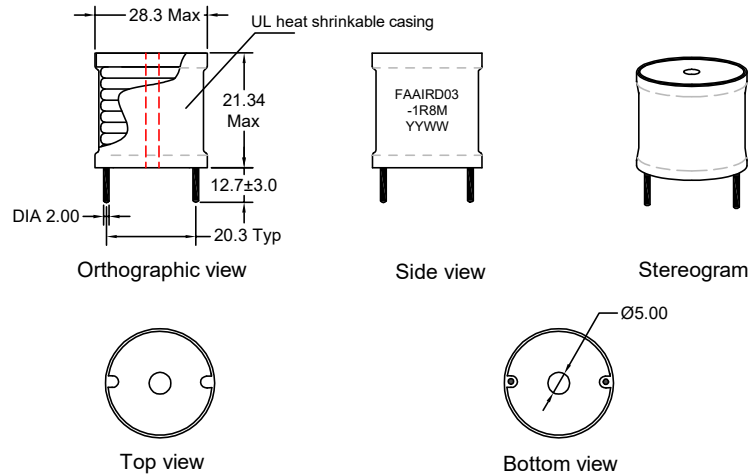 28.3 Max
UL heat shrinkable casing
21.34
Max
12.7±3.0
DIA 2.00
20.3 Typ
Orthographic view
FAAIRD03
-1R8M
YYWW
Side view
Stereogram
Top view
Ø5.00
Bottom view